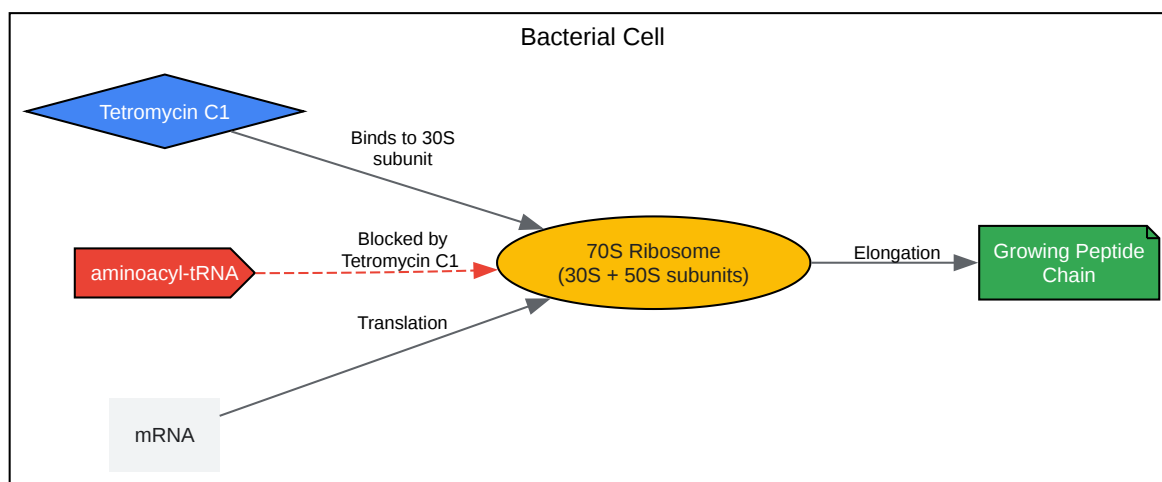 Bacterial Cell
Tetromycin C1
Binds to 30S
subunit
Blocked by
Tetromycin C1
aminoacyl-tRNA
70S Ribosome
(30S + 50S subunits)
Elongation
Growing Peptide
Chain
Translation
mRNA